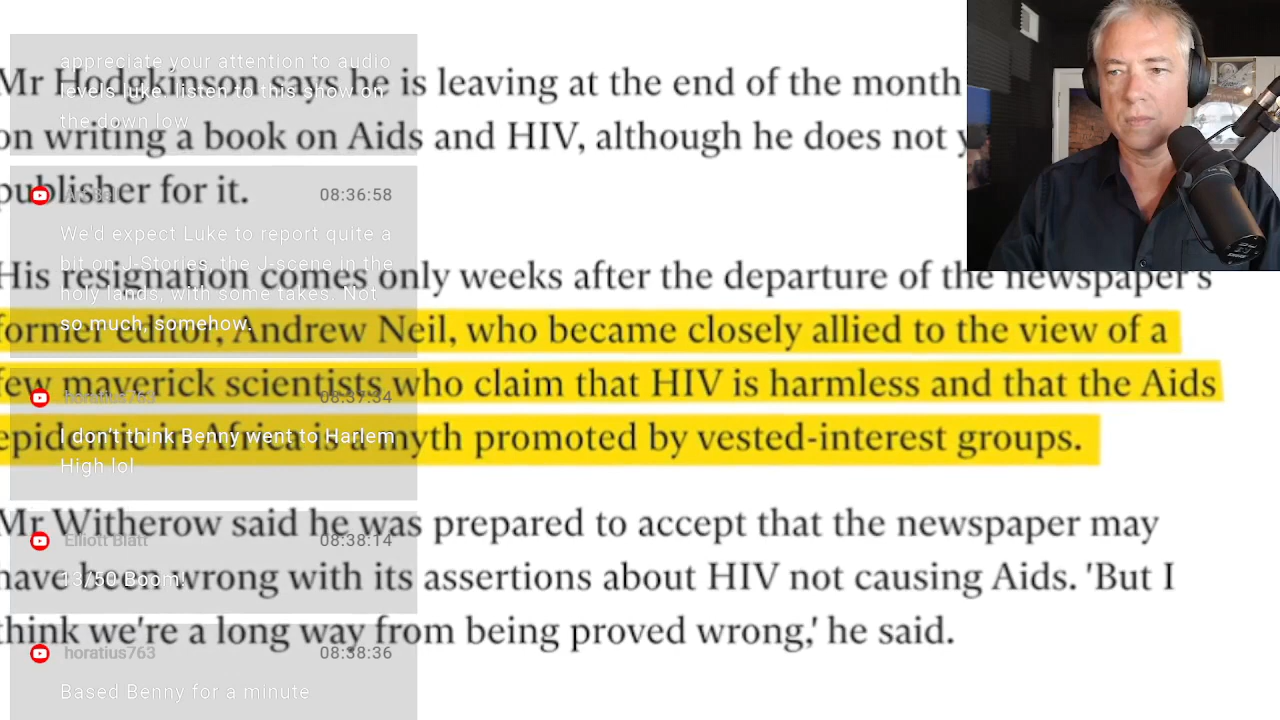 Mr Hodgkinson says he is leaving at the end of the month
on writing a book on Aids and HIV, although he does not
publisher for it.
His resignation comes only weeks after the departure of the newspaper's
former editor, Andrew Neil, who became closely allied to the view of a
few maverick scientists who claim that HIV is harmless and that the Aids
epidemic in Africa is a myth promoted by vested-interest groups.
Mr Witherow said he was prepared to accept that the newspaper may
have been wrong with its assertions about HIV not causing Aids. 'But I
think we're a long way from being proved wrong,' he said.
appreciate your attention to audio
levels luke. listen to this show on
the down low
08:36:58
We'd expect Luke to report quite a
bit on J-Stories, the J-scene in the
holy lands, with some takes. Not
so much, somehow.
horatius763 08:37:34
I don't think Benny went to Harlem
High lol
Elliott Blatt 08:38:14
13/50 Boom!
horatius763 08:38:36
Based Benny for a minute